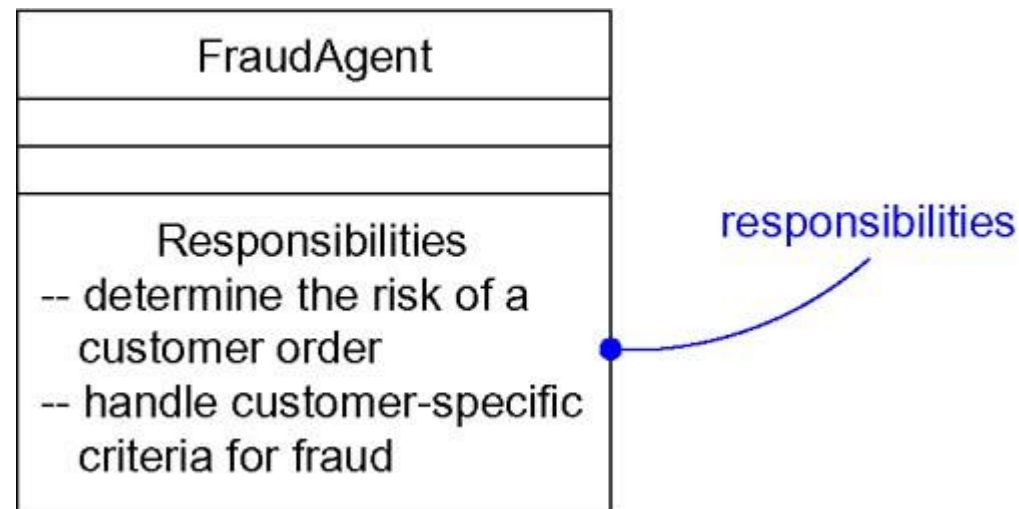 FraudAgent
Responsibilities
-- determine the risk of a
customer order
-- handle customer-specific
criteria for fraud
responsibilities